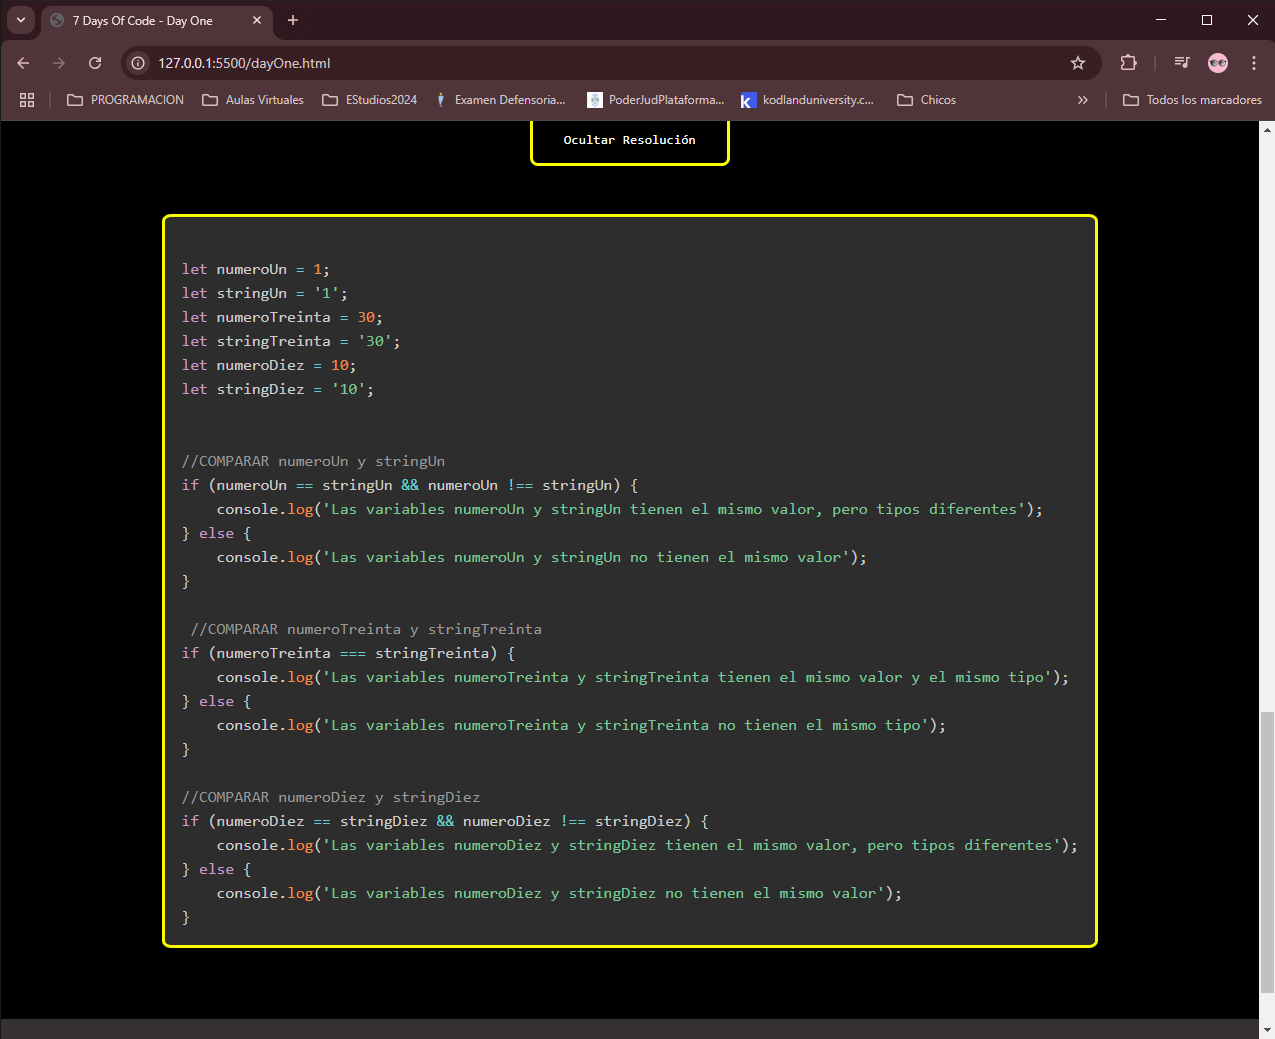 7 Days Of Code - Day One
127.0.0.1:5500/dayOne.html
PROGRAMACION
Aulas Virtuales
EStudios2024
Examen Defensoria...
PoderJudPlataforma...
kodlanduniversity.c...
Chicos
Todos los marcadores
Ocultar Resolución
let numeroUn = 1;
let stringUn = '1';
let numeroTreinta = 30;
let stringTreinta = '30';
let numeroDiez = 10;
let stringDiez = '10';
//COMPARAR numeroUn y stringUn
if (numeroUn == stringUn && numeroUn !== stringUn) {
    console.log('Las variables numeroUn y stringUn tienen el mismo valor, pero tipos diferentes');
} else {
    console.log('Las variables numeroUn y stringUn no tienen el mismo valor');
}
 //COMPARAR numeroTreinta y stringTreinta
if (numeroTreinta === stringTreinta) {
    console.log('Las variables numeroTreinta y stringTreinta tienen el mismo valor y el mismo tipo');
} else {
    console.log('Las variables numeroTreinta y stringTreinta no tienen el mismo tipo');
}
//COMPARAR numeroDiez y stringDiez
if (numeroDiez == stringDiez && numeroDiez !== stringDiez) {
    console.log('Las variables numeroDiez y stringDiez tienen el mismo valor, pero tipos diferentes');
} else {
    console.log('Las variables numeroDiez y stringDiez no tienen el mismo valor');
}